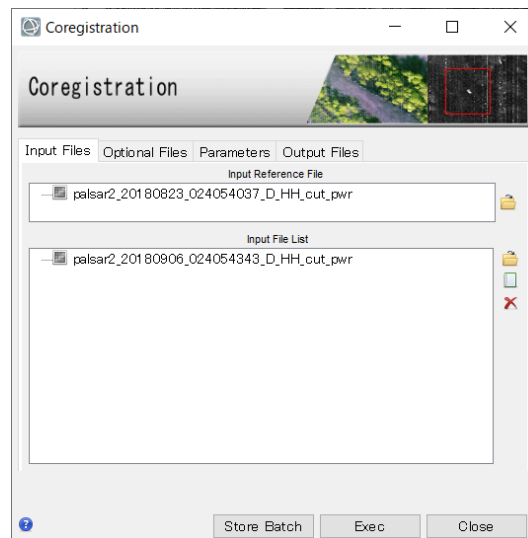 Coregistration
Coregistration
Input Files Optional Files Parameters Output Files
Input Reference File
palsar2_20180823_024054037_D_HH_cut_pwr
Input File List
palsar2_20180906_024054343_D_HH_cut_pwr
Store Batch Exec Close